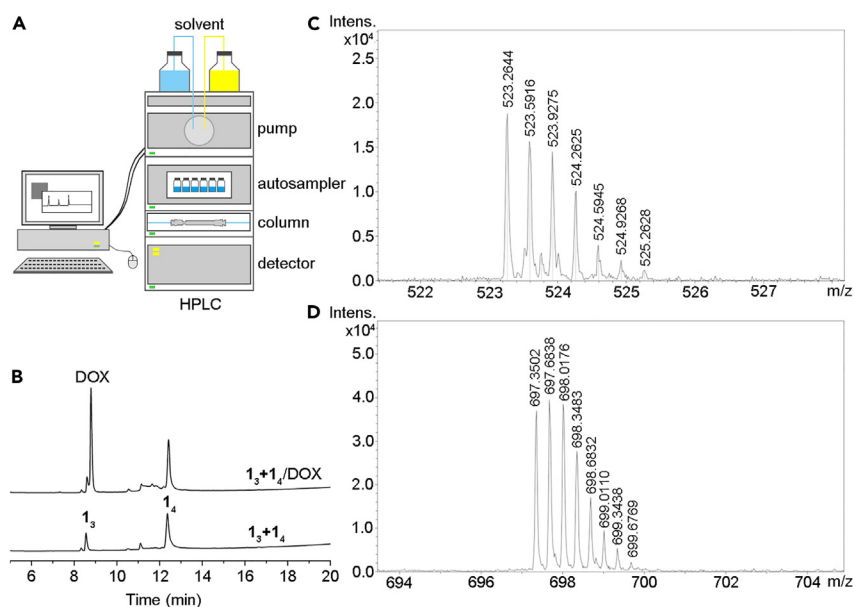 A
solvent
pump
autosampler
column
detector
HPLC
B
DOX
1₃+1₄/DOX
1₃
1₄
1₃+1₄
6 8 10 12 14 16 18 20
Time (min)
C
Intens.
x10⁴
2.5
2.0
1.5
1.0
0.5
0.0
523.2644
523.5916
523.9275
524.2625
524.5945
524.9268
525.2628
522 523 524 525 526 527 m/z
D
Intens.
x10⁴
5.0
4.0
3.0
2.0
1.0
0.0
697.3502
697.6838
698.0176
698.3483
698.6832
699.0110
699.3438
699.6769
694 696 698 700 702 704 m/z